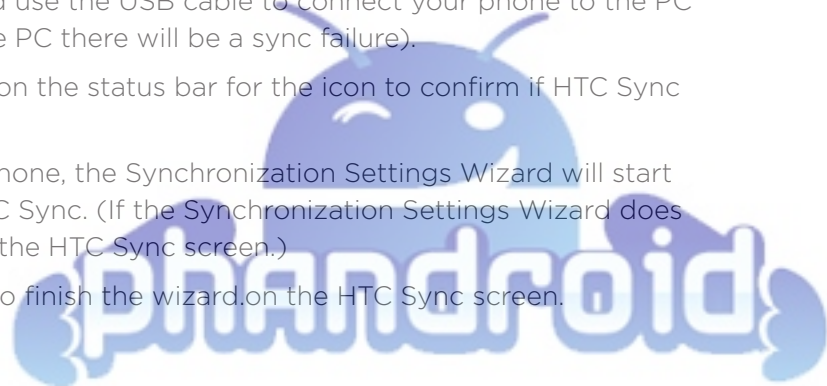 use the USB cable to connect your phone to the PC
PC there will be a sync failure).
on the status bar for the icon to confirm if HTC Sync
the Synchronization Settings Wizard will start
Sync. (If the Synchronization Settings Wizard does
the HTC Sync screen.)
o finish the wizard.on the HTC Sync screen.
phandroid